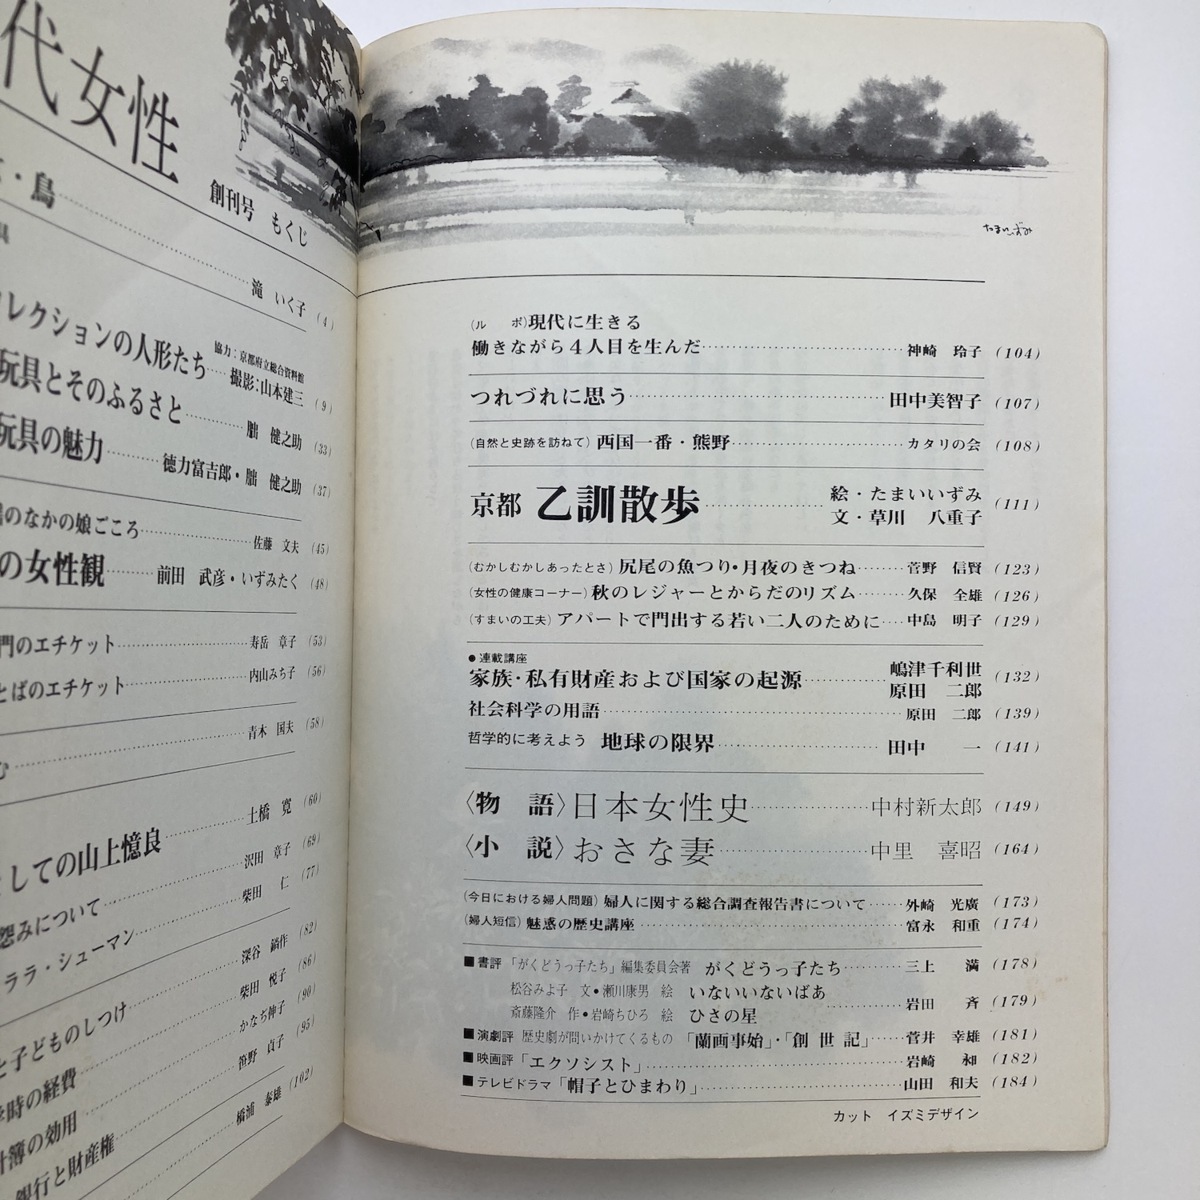 代女性
創刊号 もくじ
・鳥……滝 いく子 (4)
レクションの人形たち……協力:京都府立総合資料館 撮影:山本建三 (9)
玩具とそのふるさと……朏 健之助 (33)
玩具の魅力……徳力富吉郎・朏 健之助 (37)
のなかの娘ごころ……佐藤 文夫 (45)
の女性観……前田 武彦・いずみたく (48)
門のエチケット……寿岳 章子 (53)
とばのエチケット……内山みち子 (56)
む……青木 国夫 (58)
しての山上憶良……土橋 寛 (60)
怨みについて……沢田 章子 (69)
ララ・シューマン……柴田 仁 (77)
と子どものしつけ……深谷 鍋作 (82)
時の経費……柴田 悦子 (86)
簿の効用……かなぢ伸子 (90)
銀行と財産権……笹野 貞子 (95)
橋浦 泰雄 (102)
たまいいずみ
(ルポ)現代に生きる
働きながら4人目を生んだ……神崎 玲子 (104)
つれづれに思う……田中美智子 (107)
(自然と史跡を訪ねて) 西国一番・熊野……カタリの会 (108)
京都 乙訓散歩……絵・たまいいずみ
文・草川 八重子 (111)
(むかしむかしあったとさ) 尻尾の魚つり・月夜のきつね……菅野 信賢 (123)
(女性の健康コーナー) 秋のレジャーとからだのリズム……久保 全雄 (126)
(すまいの工夫) アパートで門出する若い二人のために……中島 明子 (129)
●連載講座
家族・私有財産および国家の起源……嶋津千利世
原田 二郎 (132)
社会科学の用語……原田 二郎 (139)
哲学的に考えよう 地球の限界……田中 一 (141)
〈物 語〉日本女性史……中村新太郎 (149)
〈小 説〉おさな妻……中里 喜昭 (164)
(今日における婦人問題) 婦人に関する総合調査報告書について……外崎 光廣 (173)
(婦人短信) 魅惑の歴史講座……富永 和重 (174)
■書評 「がくどうっ子たち」編集委員会著 がくどうっ子たち……三上 満 (178)
松谷みよ子 文●瀬川康男 絵 いないいないばあ
斎藤隆介 作●岩崎ちひろ 絵 ひさの星 岩田 斉 (179)
■演劇評 歴史劇が問いかけてくるもの 「蘭画事始」・「創世記」……菅井 幸雄 (181)
■映画評 「エクソシスト」……岩崎 昶 (182)
■テレビドラマ 「帽子とひまわり」……山田 和夫 (184)
カット イズミデザイン